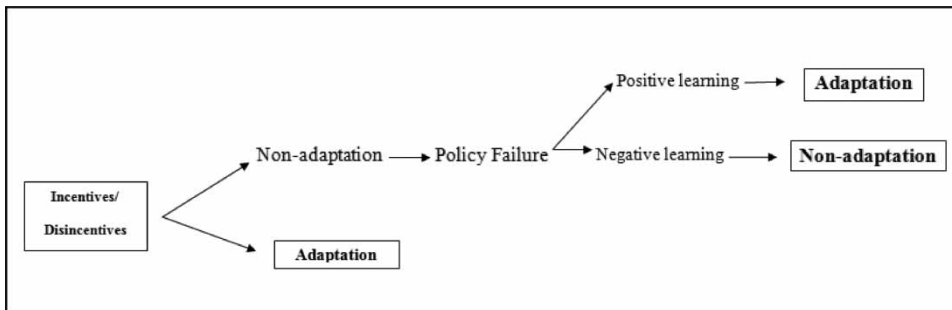 Positive learning
Adaptation
Non-adaptation
Policy Failure
Negative learning
Non-adaptation
Incentives/
Disincentives
Adaptation